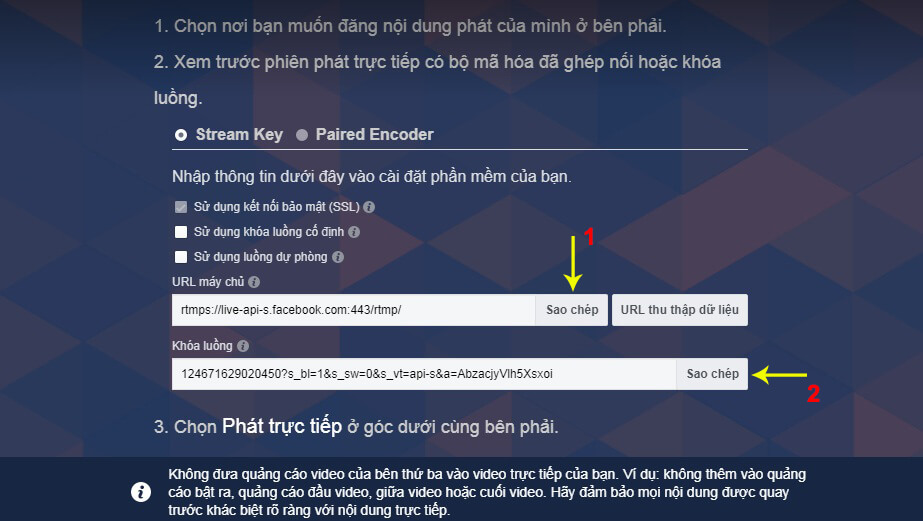 1. Chọn nơi bạn muốn đăng nội dung phát của mình ở bên phải.
2. Xem trước phiên phát trực tiếp có bộ mã hóa đã ghép nối hoặc khóa
luồng.
Stream Key Paired Encoder
Nhập thông tin dưới đây vào cài đặt phần mềm của bạn.
Sử dụng kết nối bảo mật (SSL)
Sử dụng khóa luồng cố định
1
Sử dụng luồng dự phòng
URL máy chủ
rtmps://live-api-s.facebook.com:443/rtmp/ Sao chép URL thu thập dữ liệu
Khóa luồng
124671629020450?s_bl=1&s_sw=0&s_vt=api-s&a=AbzacjyVlh5Xsxoi Sao chép
2
3. Chọn Phát trực tiếp ở góc dưới cùng bên phải.
Không đưa quảng cáo video của bên thứ ba vào video trực tiếp của bạn. Ví dụ: không thêm vào quảng
cáo bật ra, quảng cáo đầu video, giữa video hoặc cuối video. Hãy đảm bảo mọi nội dung được quay
trước khác biệt rõ ràng với nội dung trực tiếp.